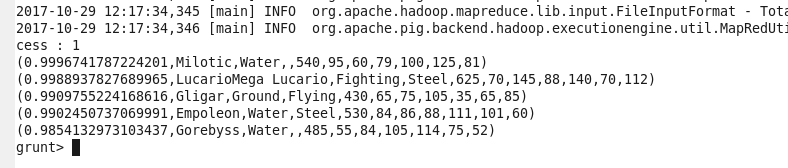 2017-10-29 12:17:34,345 [main] INFO  org.apache.hadoop.mapreduce.lib.input.FileInputFormat - Tota
2017-10-29 12:17:34,346 [main] INFO  org.apache.pig.backend.hadoop.executionengine.util.MapRedUti
cess : 1
(0.9996741787224201,Milotic,Water,,540,95,60,79,100,125,81)
(0.9988937827689965,LucarioMega Lucario,Fighting,Steel,625,70,145,88,140,70,112)
(0.9909755224168616,Gligar,Ground,Flying,430,65,75,105,35,65,85)
(0.9902450737069991,Empoleon,Water,Steel,530,84,86,88,111,101,60)
(0.9854132973103437,Gorebyss,Water,,485,55,84,105,114,75,52)
grunt>